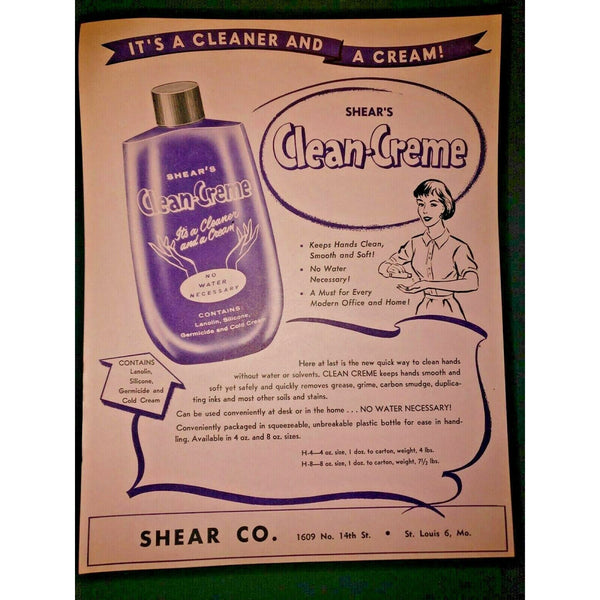 IT'S A CLEANER AND A CREAM!
SHEAR'S
Clean-Creme
It's a Cleaner
and a Cream
NO
WATER
NECESSARY
CONTAINS:
Lanolin, Silicone,
Germicide and Cold Cream
SHEAR'S
Clean-Creme
• Keeps Hands Clean,
Smooth and Soft!
• No Water
Necessary!
• A Must for Every
Modern Office and Home!
CONTAINS
Lanolin,
Silicone,
Germicide and
Cold Cream
Here at last is the new quick way to clean hands
without water or solvents. CLEAN CREME keeps hands smooth and
soft yet safely and quickly removes grease, grime, carbon smudge, duplica-
ting inks and most other soils and stains.
Can be used conveniently at desk or in the home . . . NO WATER NECESSARY!
Conveniently packaged in squeezeable, unbreakable plastic bottle for ease in hand-
ling. Available in 4 oz. and 8 oz. sizes.
H-4—4 oz. size, 1 doz. to carton, weight, 4 lbs.
H-8—8 oz. size, 1 doz. to carton, weight, 7½ lbs.
SHEAR CO. 1609 No. 14th St. • St. Louis 6, Mo.